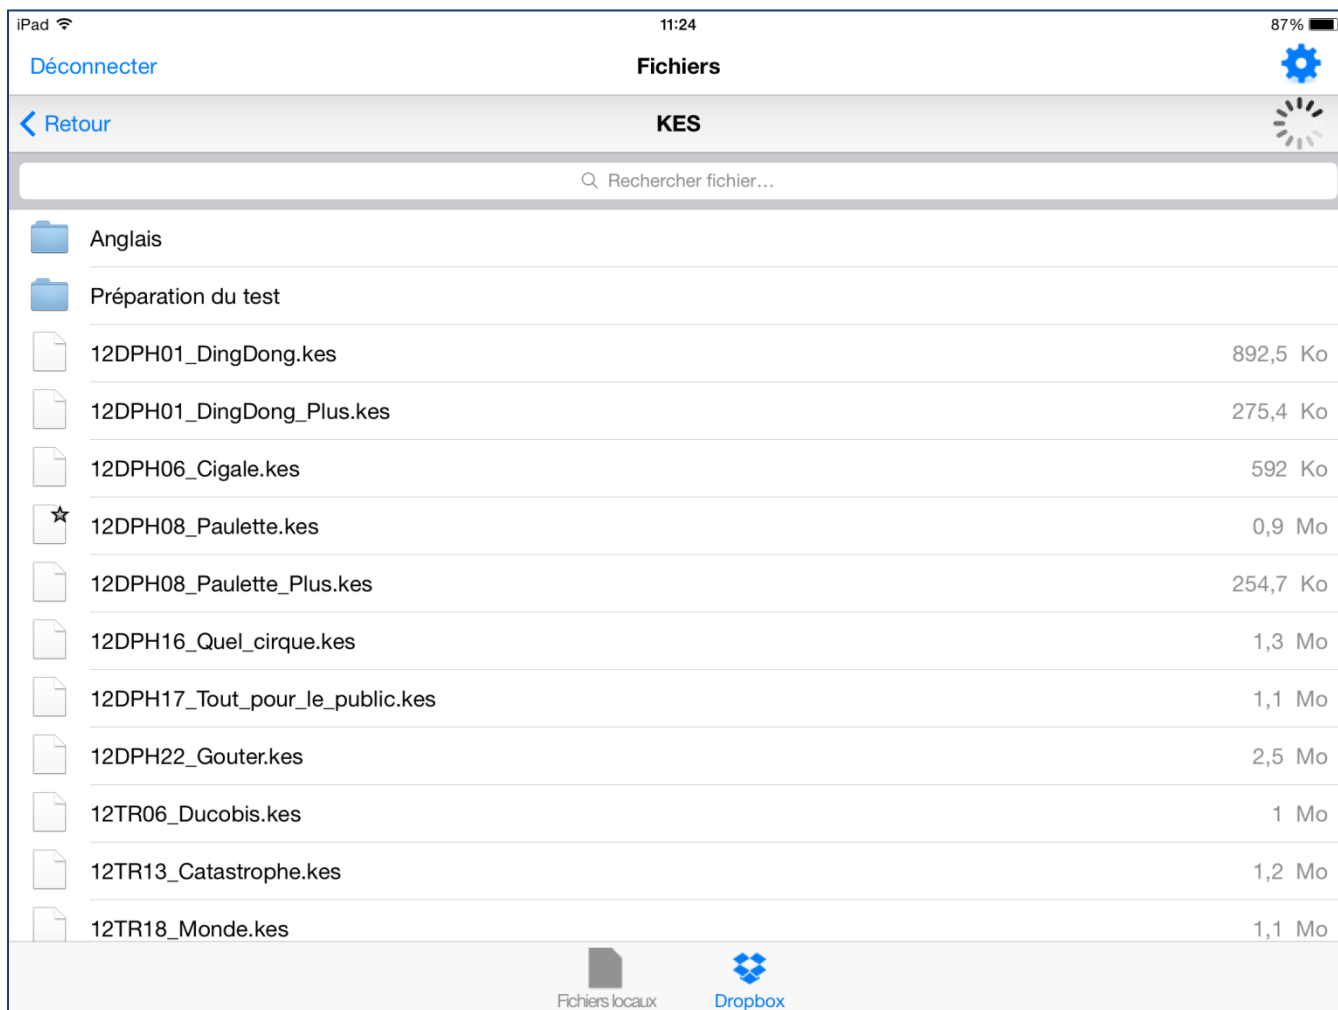 iPad 11:24 87%
Déconnecter Fichiers
Retour KES
Rechercher fichier...
Anglais
Préparation du test
12DPH01_DingDong.kes 892,5 Ko
12DPH01_DingDong_Plus.kes 275,4 Ko
12DPH06_Cigale.kes 592 Ko
12DPH08_Paulette.kes 0,9 Mo
12DPH08_Paulette_Plus.kes 254,7 Ko
12DPH16_Quel_cirque.kes 1,3 Mo
12DPH17_Tout_pour_le_public.kes 1,1 Mo
12DPH22_Gouter.kes 2,5 Mo
12TR06_Ducobis.kes 1 Mo
12TR13_Catastrophe.kes 1,2 Mo
12TR18_Monde.kes 1,1 Mo
Fichiers locaux Dropbox